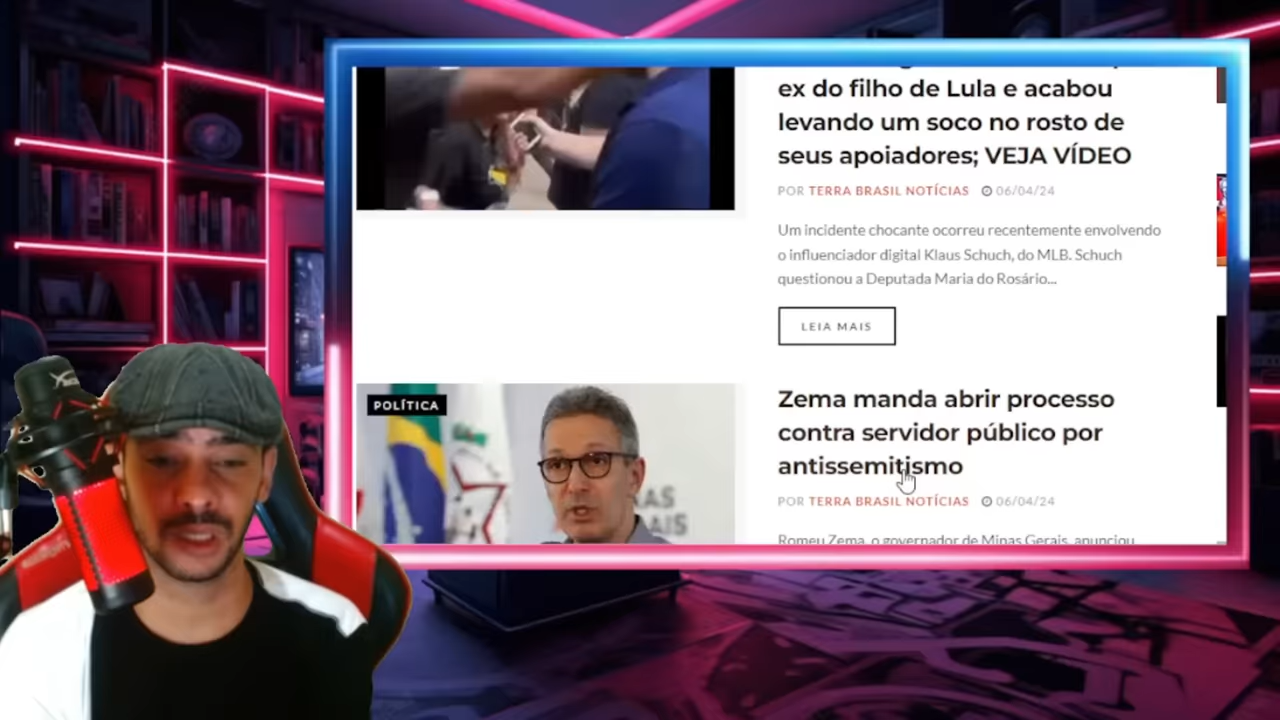 ex do filho de Lula e acabou
levando um soco no rosto de
seus apoiadores; VEJA VÍDEO
POR TERRA BRASIL NOTÍCIAS 06/04/24
Um incidente chocante ocorreu recentemente envolvendo
o influenciador digital Klaus Schuch, do MLB. Schuch
questionou a Deputada Maria do Rosário...
LEIA MAIS
POLÍTICA
Zema manda abrir processo
contra servidor público por
antissemitismo
POR TERRA BRASIL NOTÍCIAS 06/04/24
Romeu Zema, o governador de Minas Gerais, anunciou